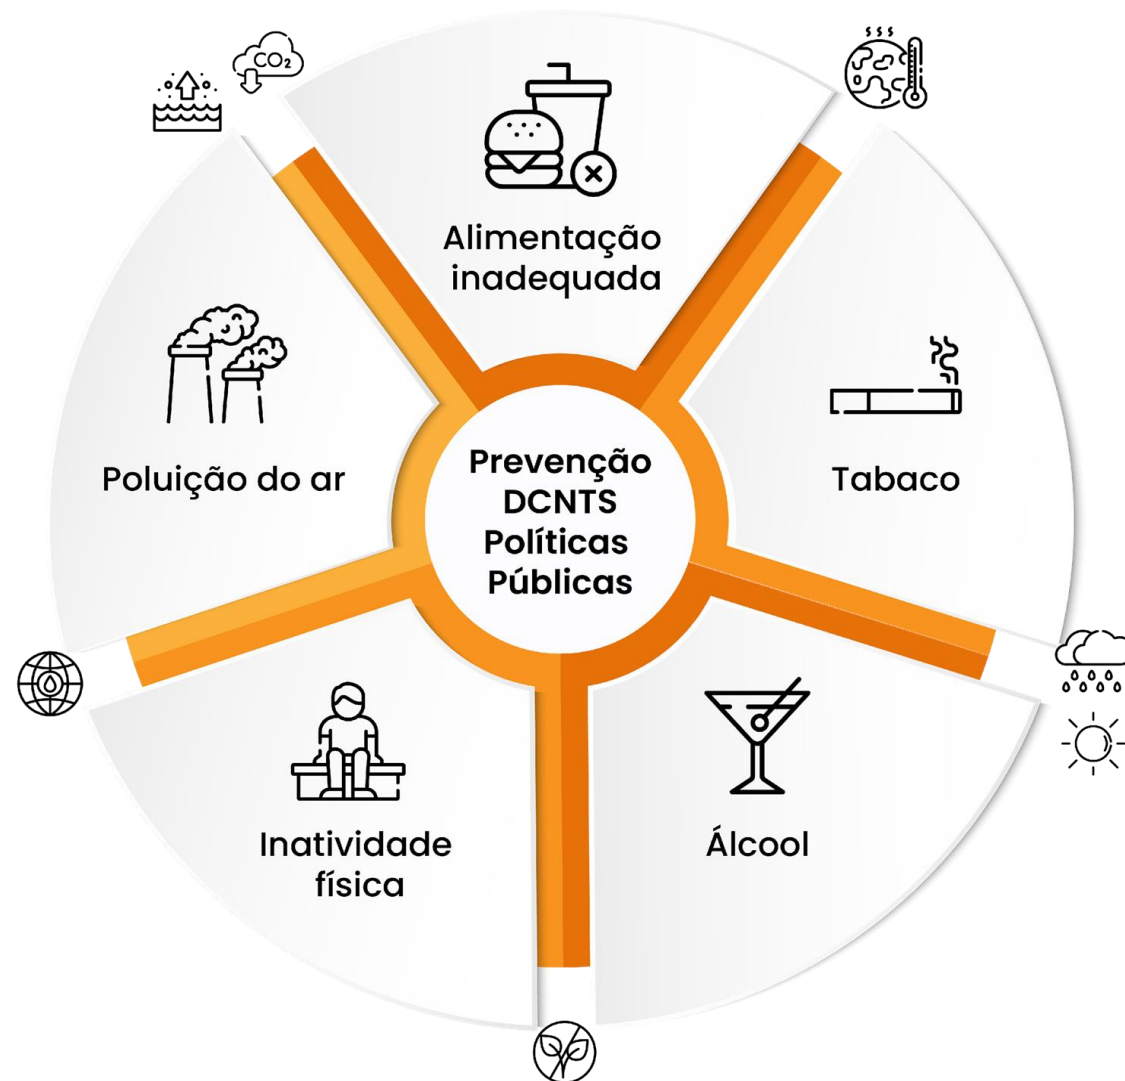 CO₂
Alimentação
inadequada
Poluição do ar
Tabaco
Prevenção
DCNTS
Políticas
Públicas
Inatividade
física
Álcool